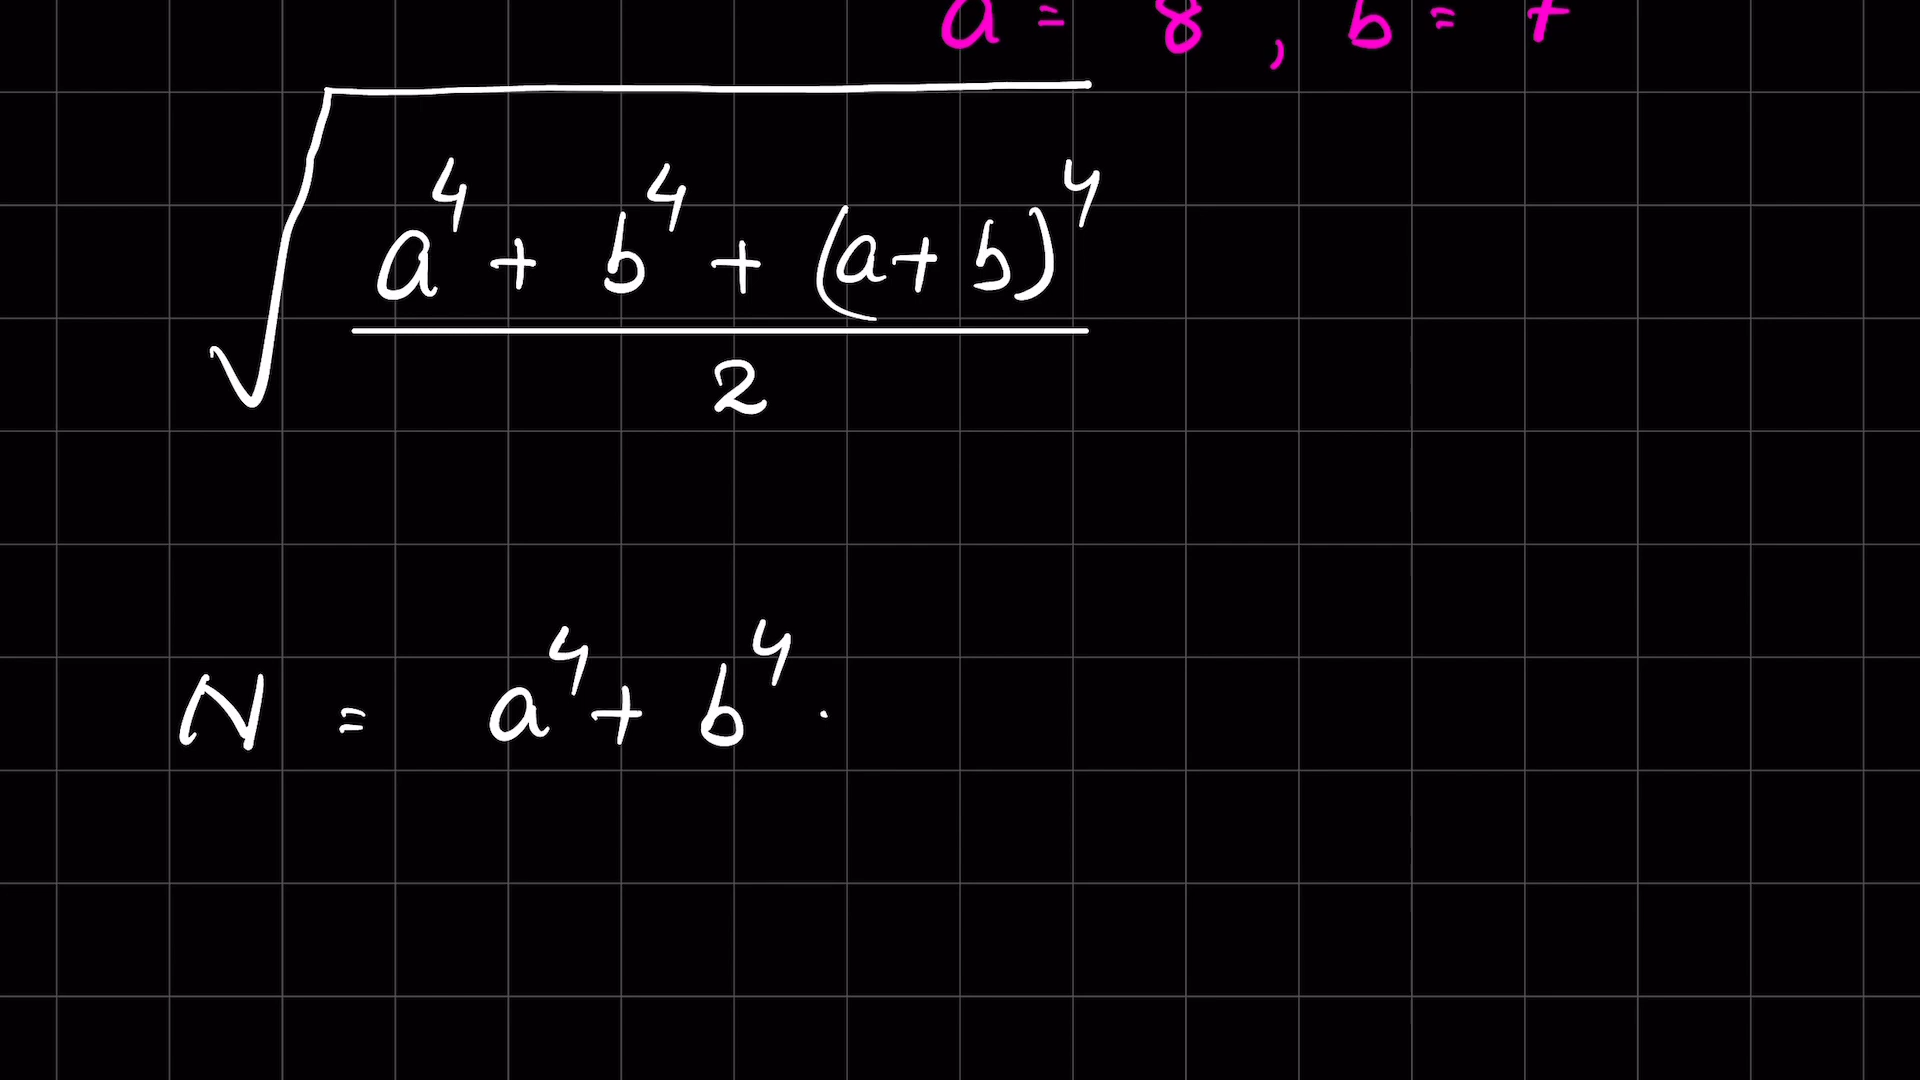 a = 8 , b = 7
√((a⁴ + b⁴ + (a + b)⁴) / 2)
N = a⁴ + b⁴ ·